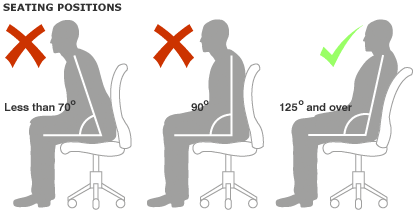 SEATING POSITIONS
Less than 70°
90°
125° and over